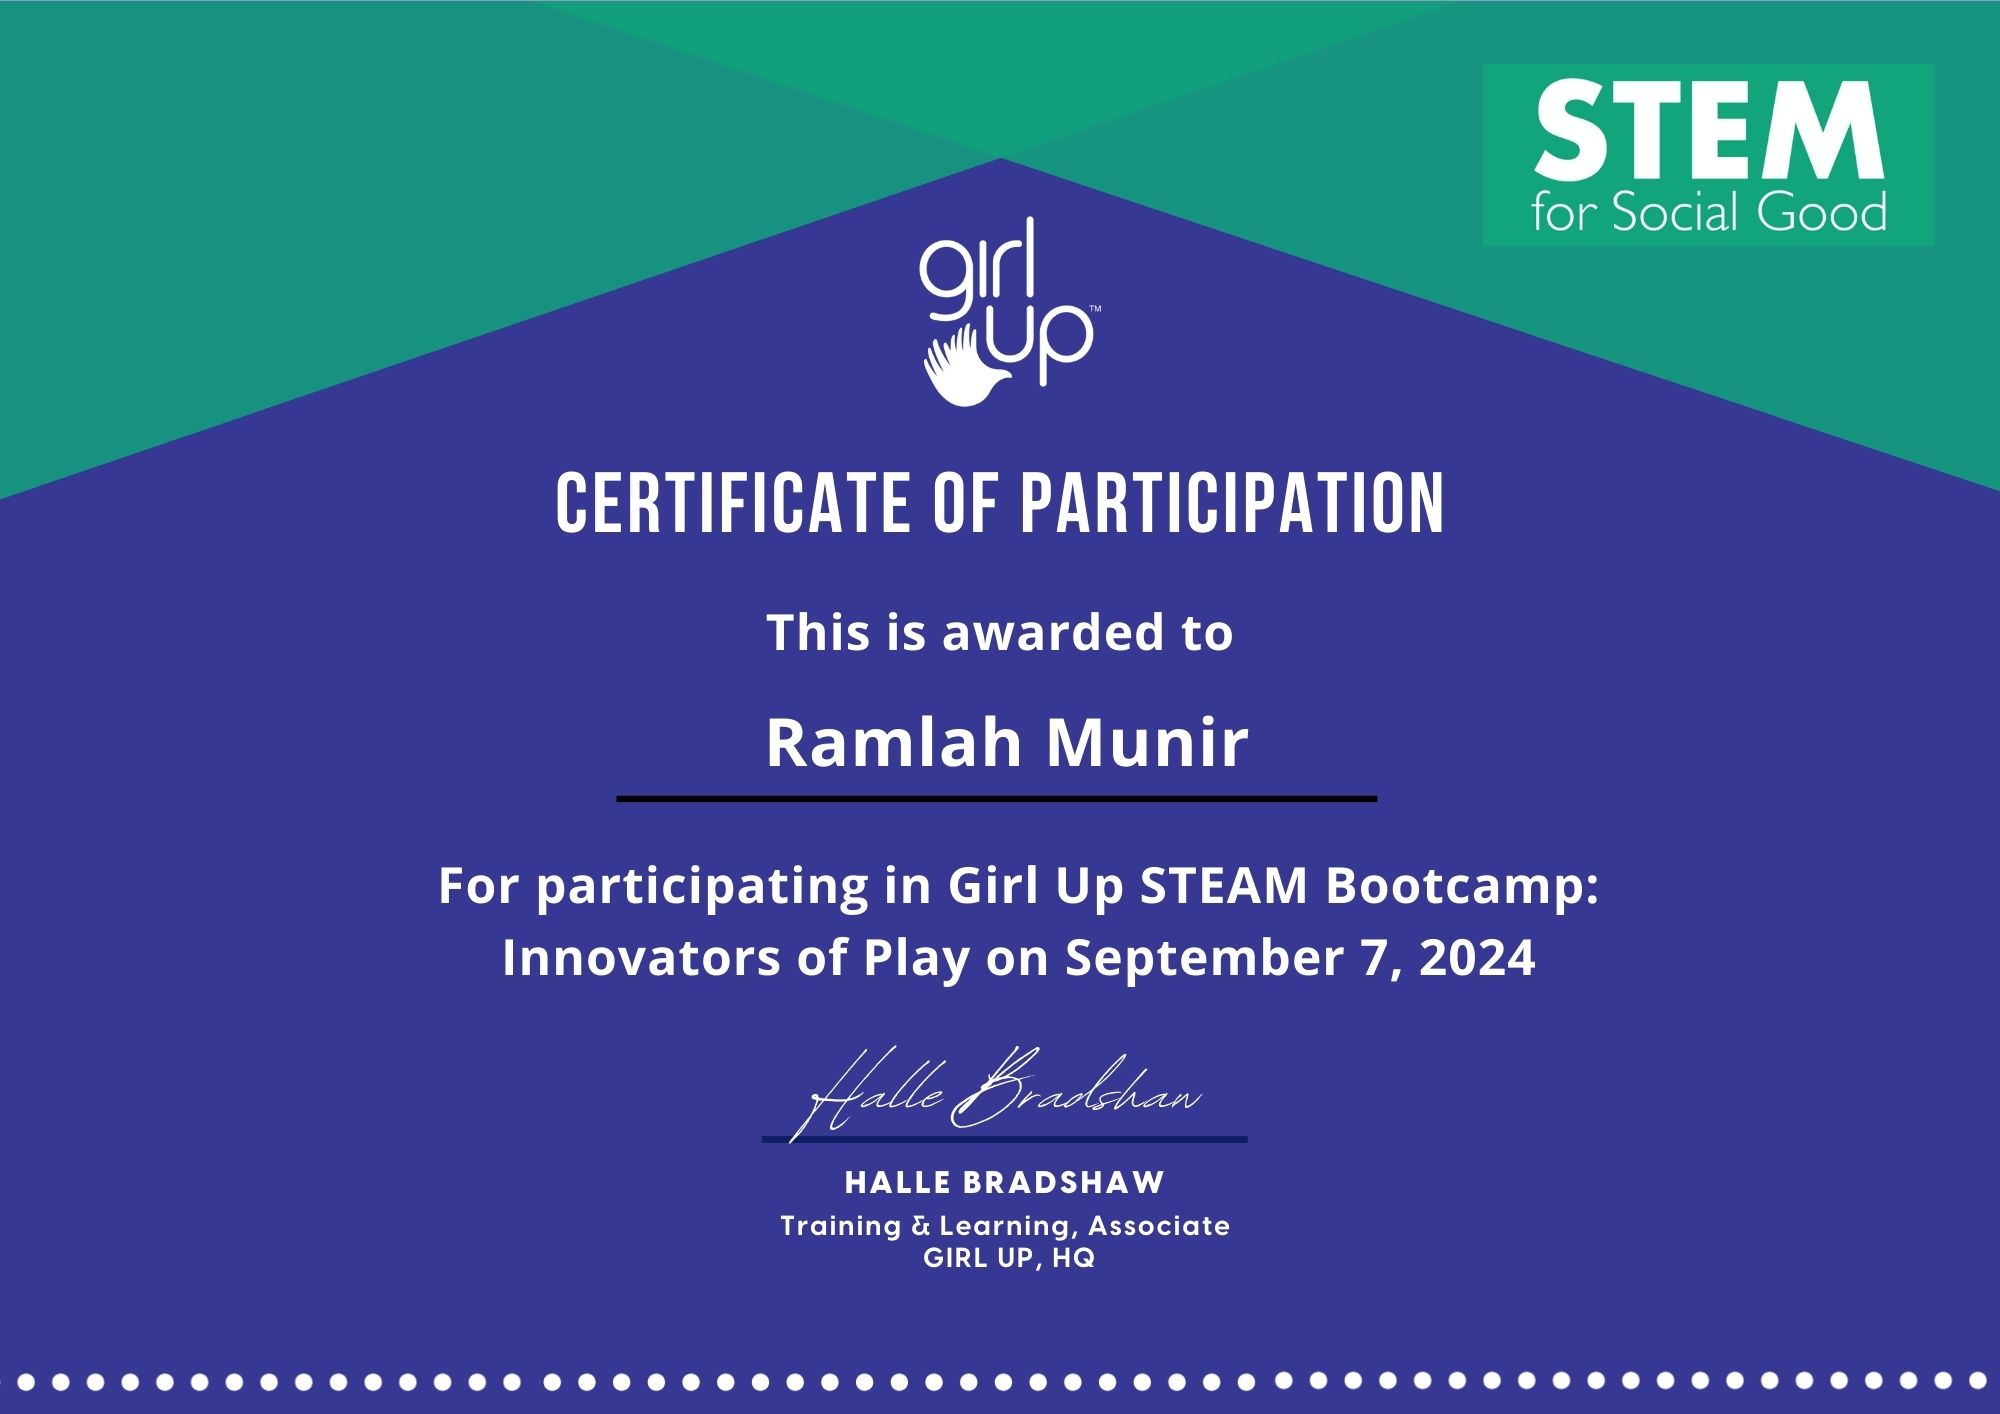 STEM
for Social Good
girl
up™
CERTIFICATE OF PARTICIPATION
This is awarded to
Ramlah Munir
For participating in Girl Up STEAM Bootcamp:
Innovators of Play on September 7, 2024
Halle Bradshaw
HALLE BRADSHAW
Training & Learning, Associate
GIRL UP, HQ